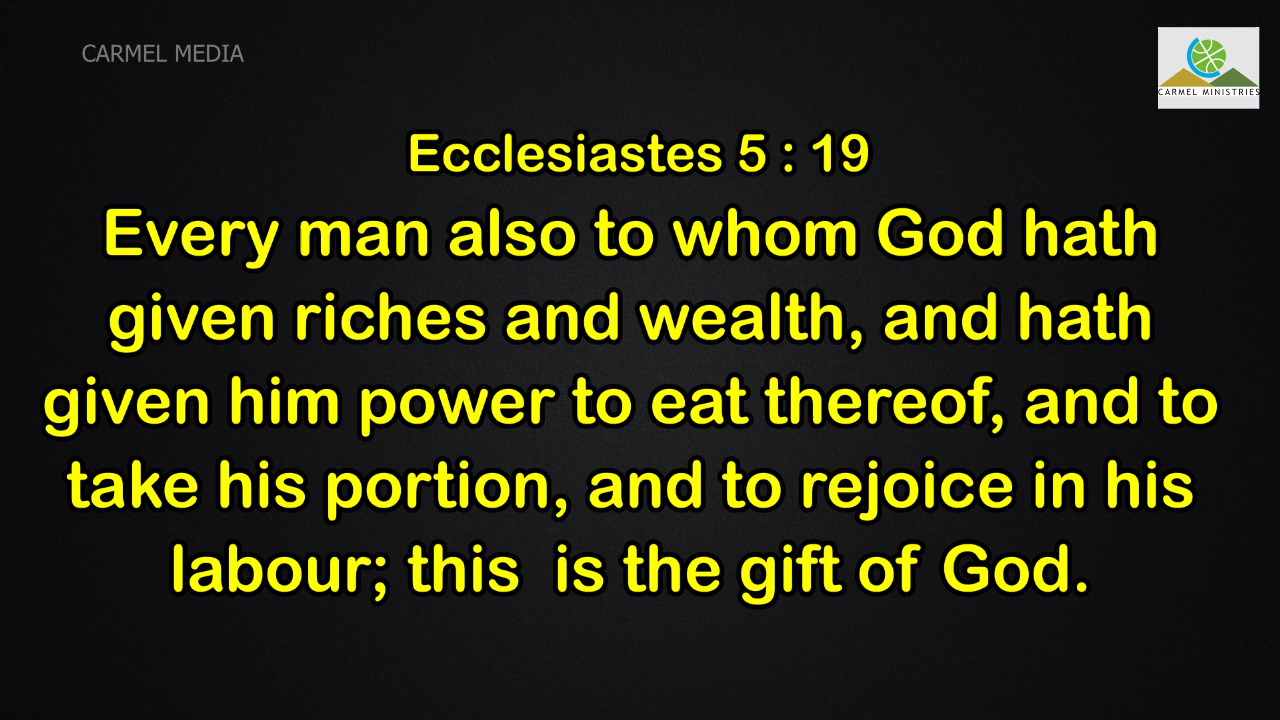 CARMEL MEDIA
CARMEL MINISTRIES
Ecclesiastes 5 : 19
Every man also to whom God hath
given riches and wealth, and hath
given him power to eat thereof, and to
take his portion, and to rejoice in his
labour; this  is the gift of God.